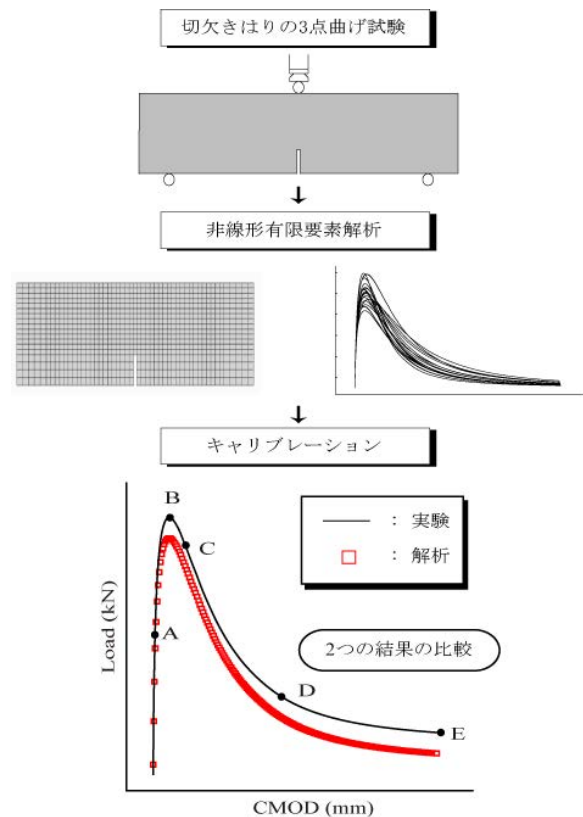 切欠きはりの3点曲げ試験
非線形有限要素解析
キャリブレーション
B
: 実験
C
: 解析
A
2つの結果の比較
D
E
Load (kN)
CMOD (mm)